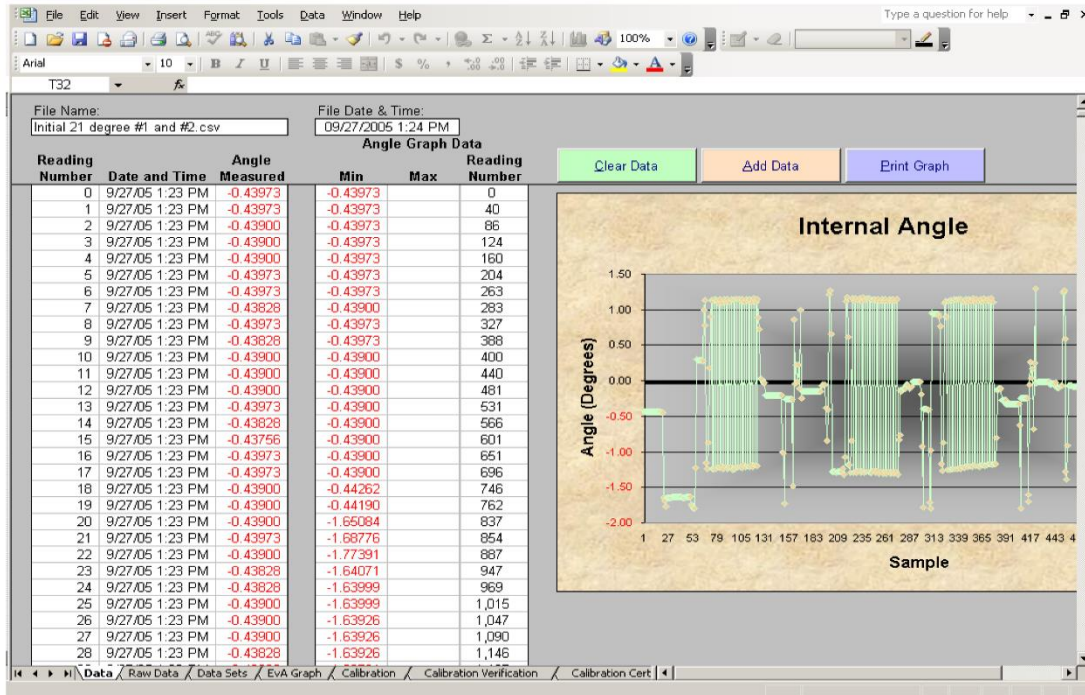 File Edit View Insert Format Tools Data Window Help Type a question for help
100%
Arial 10 B I U $ % ,
T32 fx
File Name: File Date & Time:
Initial 21 degree #1 and #2.csv 09/27/2005 1:24 PM
Angle Graph Data
Reading Angle Reading
Number Date and Time Measured Min Max Number
0 9/27/05 1:23 PM -0.43973 -0.43973 0
1 9/27/05 1:23 PM -0.43973 -0.43973 40
2 9/27/05 1:23 PM -0.43900 -0.43973 86
3 9/27/05 1:23 PM -0.43900 -0.43973 124
4 9/27/05 1:23 PM -0.43900 -0.43973 160
5 9/27/05 1:23 PM -0.43973 -0.43973 204
6 9/27/05 1:23 PM -0.43973 -0.43973 263
7 9/27/05 1:23 PM -0.43828 -0.43900 283
8 9/27/05 1:23 PM -0.43973 -0.43973 327
9 9/27/05 1:23 PM -0.43828 -0.43973 388
10 9/27/05 1:23 PM -0.43900 -0.43900 400
11 9/27/05 1:23 PM -0.43900 -0.43900 440
12 9/27/05 1:23 PM -0.43900 -0.43900 481
13 9/27/05 1:23 PM -0.43973 -0.43900 531
14 9/27/05 1:23 PM -0.43828 -0.43900 566
15 9/27/05 1:23 PM -0.43756 -0.43900 601
16 9/27/05 1:23 PM -0.43973 -0.43900 651
17 9/27/05 1:23 PM -0.43973 -0.43900 696
18 9/27/05 1:23 PM -0.43900 -0.44262 746
19 9/27/05 1:23 PM -0.43900 -0.44190 762
20 9/27/05 1:23 PM -0.43900 -1.65084 837
21 9/27/05 1:23 PM -0.43973 -1.68776 854
22 9/27/05 1:23 PM -0.43900 -1.77391 887
23 9/27/05 1:23 PM -0.43828 -1.64071 947
24 9/27/05 1:23 PM -0.43828 -1.63999 969
25 9/27/05 1:23 PM -0.43900 -1.63999 1,015
26 9/27/05 1:23 PM -0.43900 -1.63926 1,047
27 9/27/05 1:23 PM -0.43900 -1.63926 1,090
28 9/27/05 1:23 PM -0.43828 -1.63926 1,146
Clear Data Add Data Print Graph
Internal Angle
Angle (Degrees)
1.50
1.00
0.50
0.00
-0.50
-1.00
-1.50
-2.00
1 27 53 79 105 131 157 183 209 235 261 287 313 339 365 391 417 443
Sample
Data Raw Data Data Sets EvA Graph Calibration Calibration Verification Calibration Cert